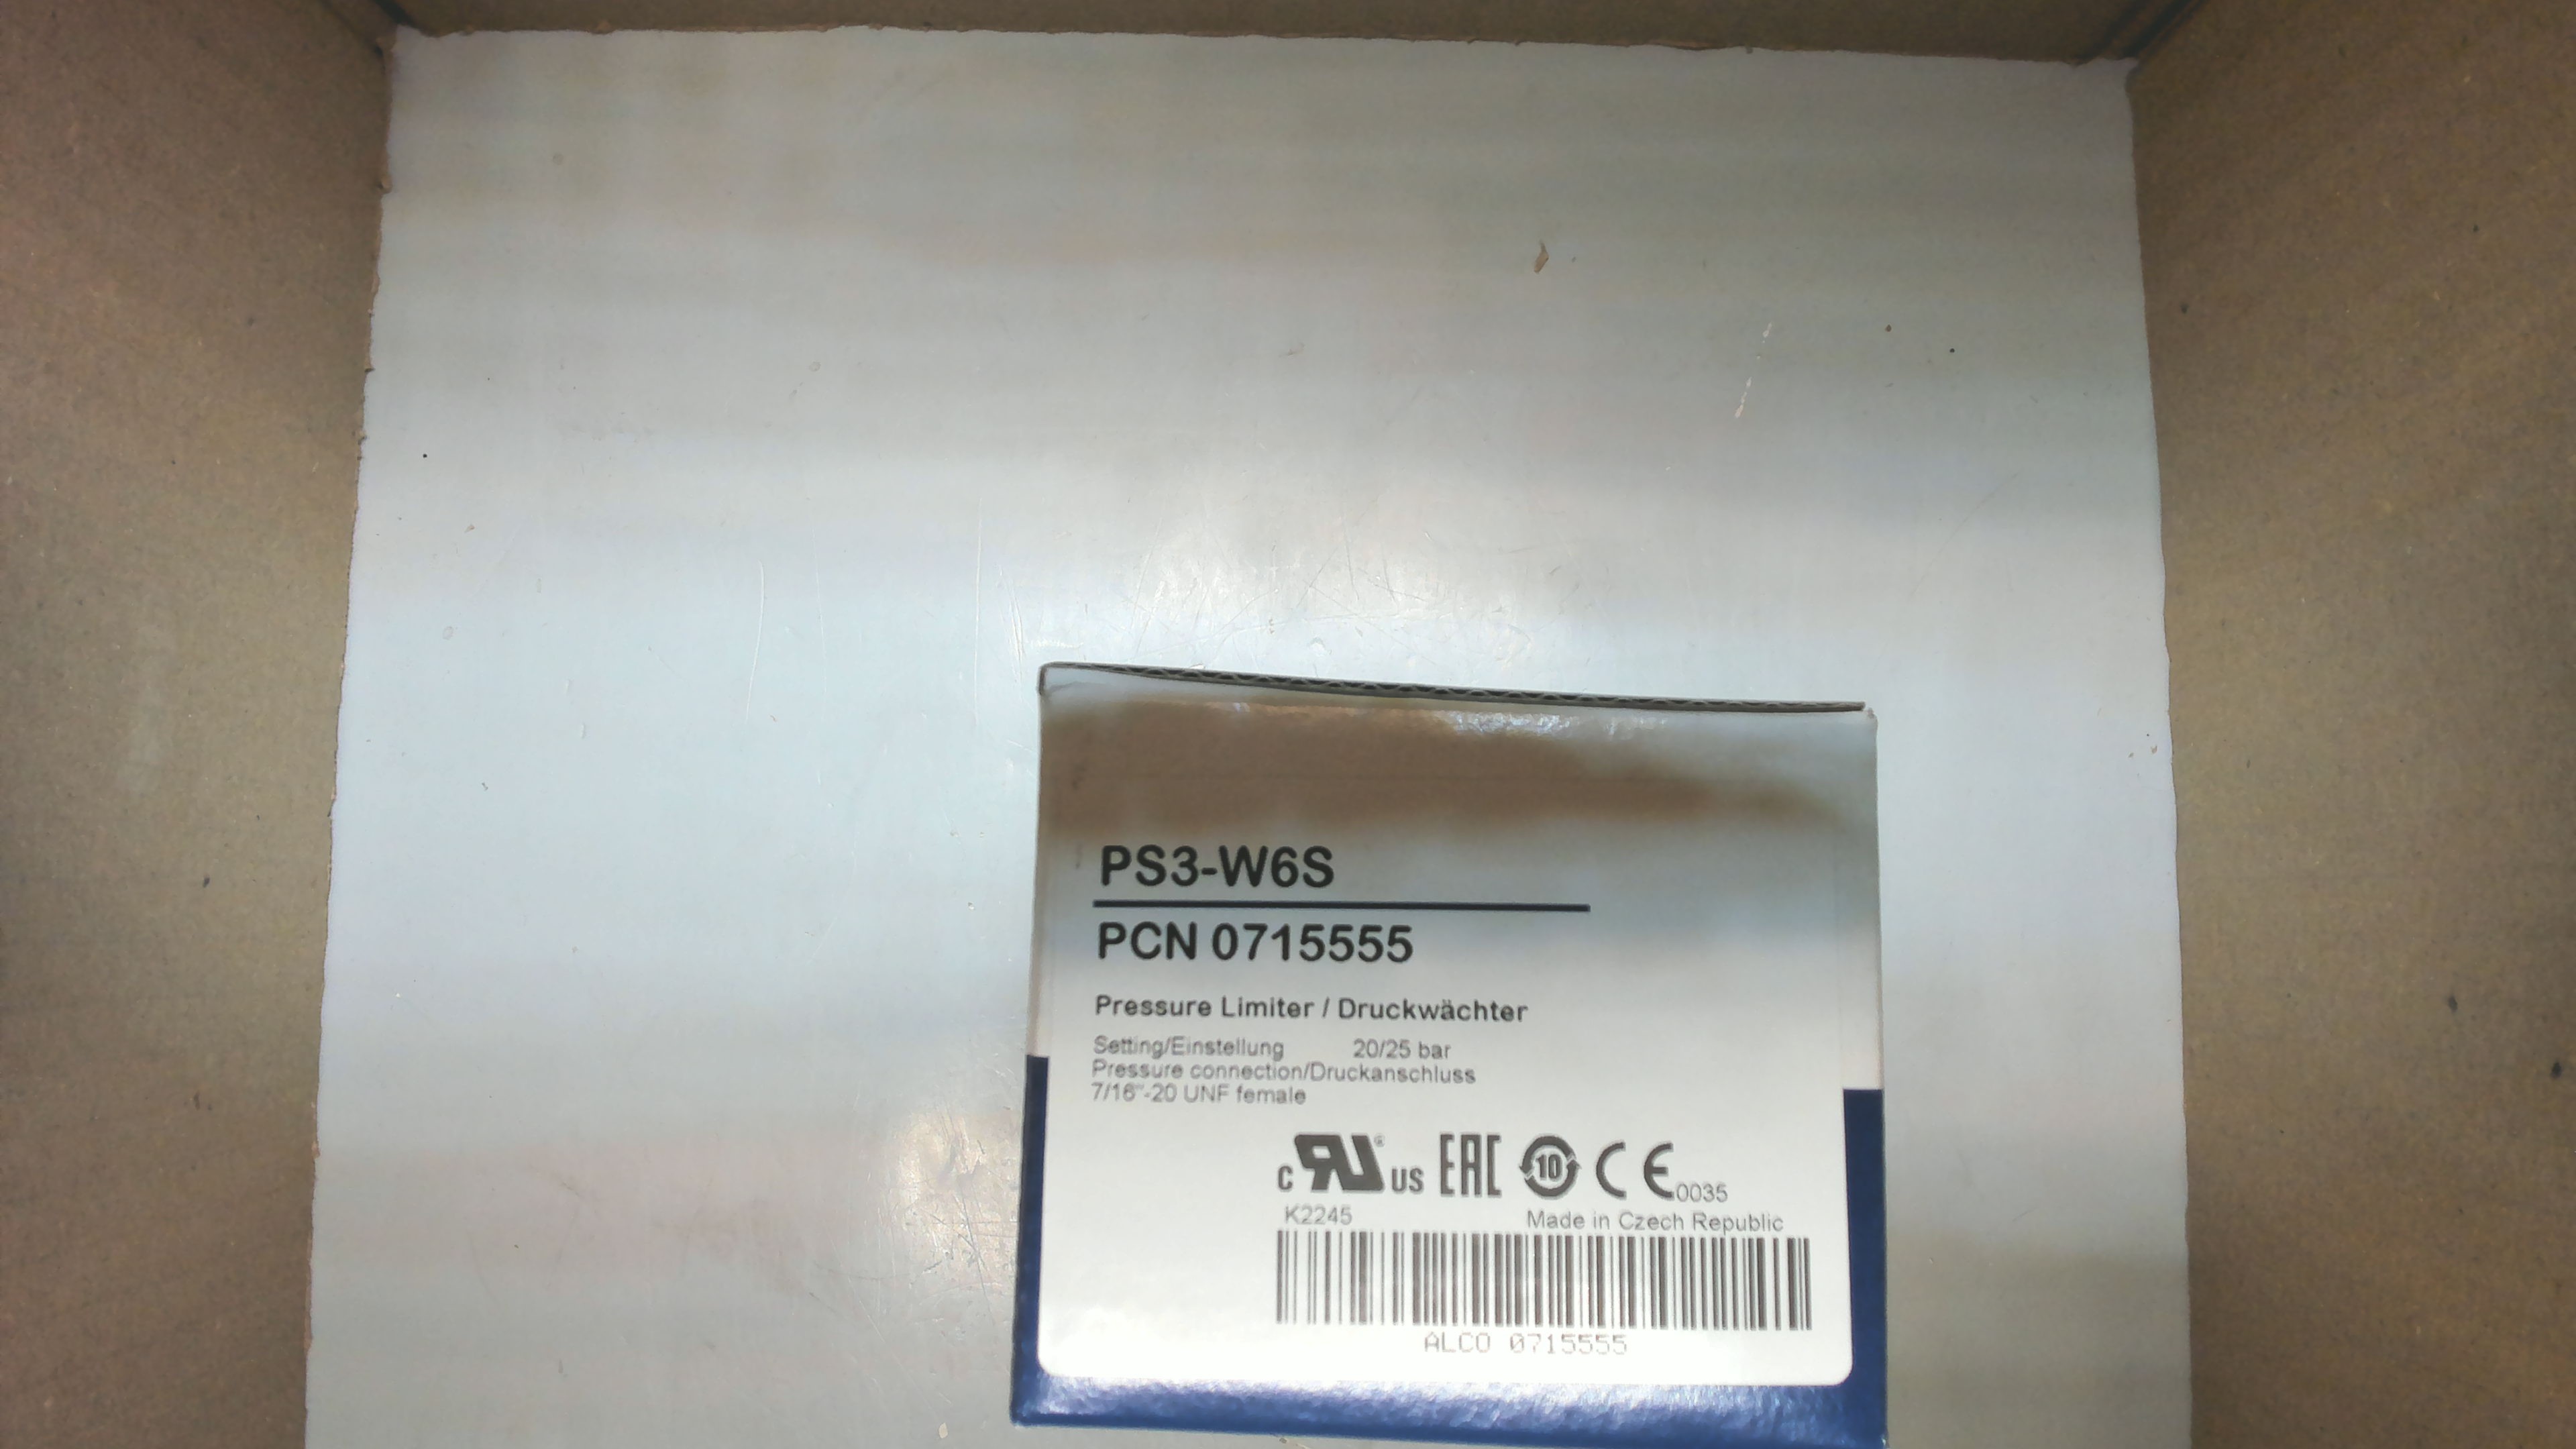 PS3-W6S
PCN 0715555
Pressure Limiter / Druckwächter
Setting/Einstellung 20/25 bar
Pressure connection/Druckanschluss
7/16"-20 UNF female
c RU ® US EAC 10 CE 0035
K2245 Made in Czech Republic
ALCO 0715555